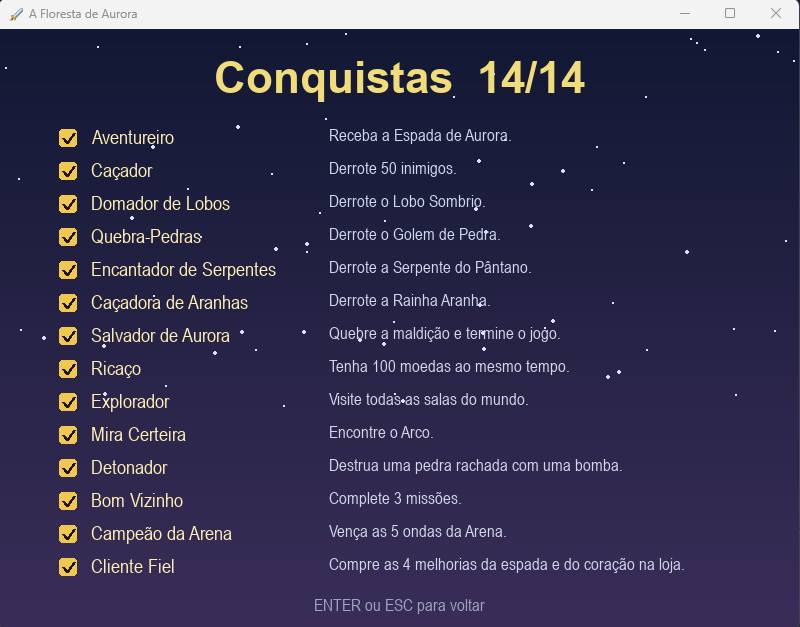 A Floresta de Aurora
Conquistas 14/14
Aventureiro Receba a Espada de Aurora.
Caçador Derrote 50 inimigos.
Domador de Lobos Derrote o Lobo Sombrio.
Quebra-Pedras Derrote o Golem de Pedra.
Encantador de Serpentes Derrote a Serpente do Pântano.
Caçadora de Aranhas Derrote a Rainha Aranha.
Salvador de Aurora Quebre a maldição e termine o jogo.
Ricaço Tenha 100 moedas ao mesmo tempo.
Explorador Visite todas as salas do mundo.
Mira Certeira Encontre o Arco.
Detonador Destrua uma pedra rachada com uma bomba.
Bom Vizinho Complete 3 missões.
Campeão da Arena Vença as 5 ondas da Arena.
Cliente Fiel Compre as 4 melhorias da espada e do coração na loja.
ENTER ou ESC para voltar